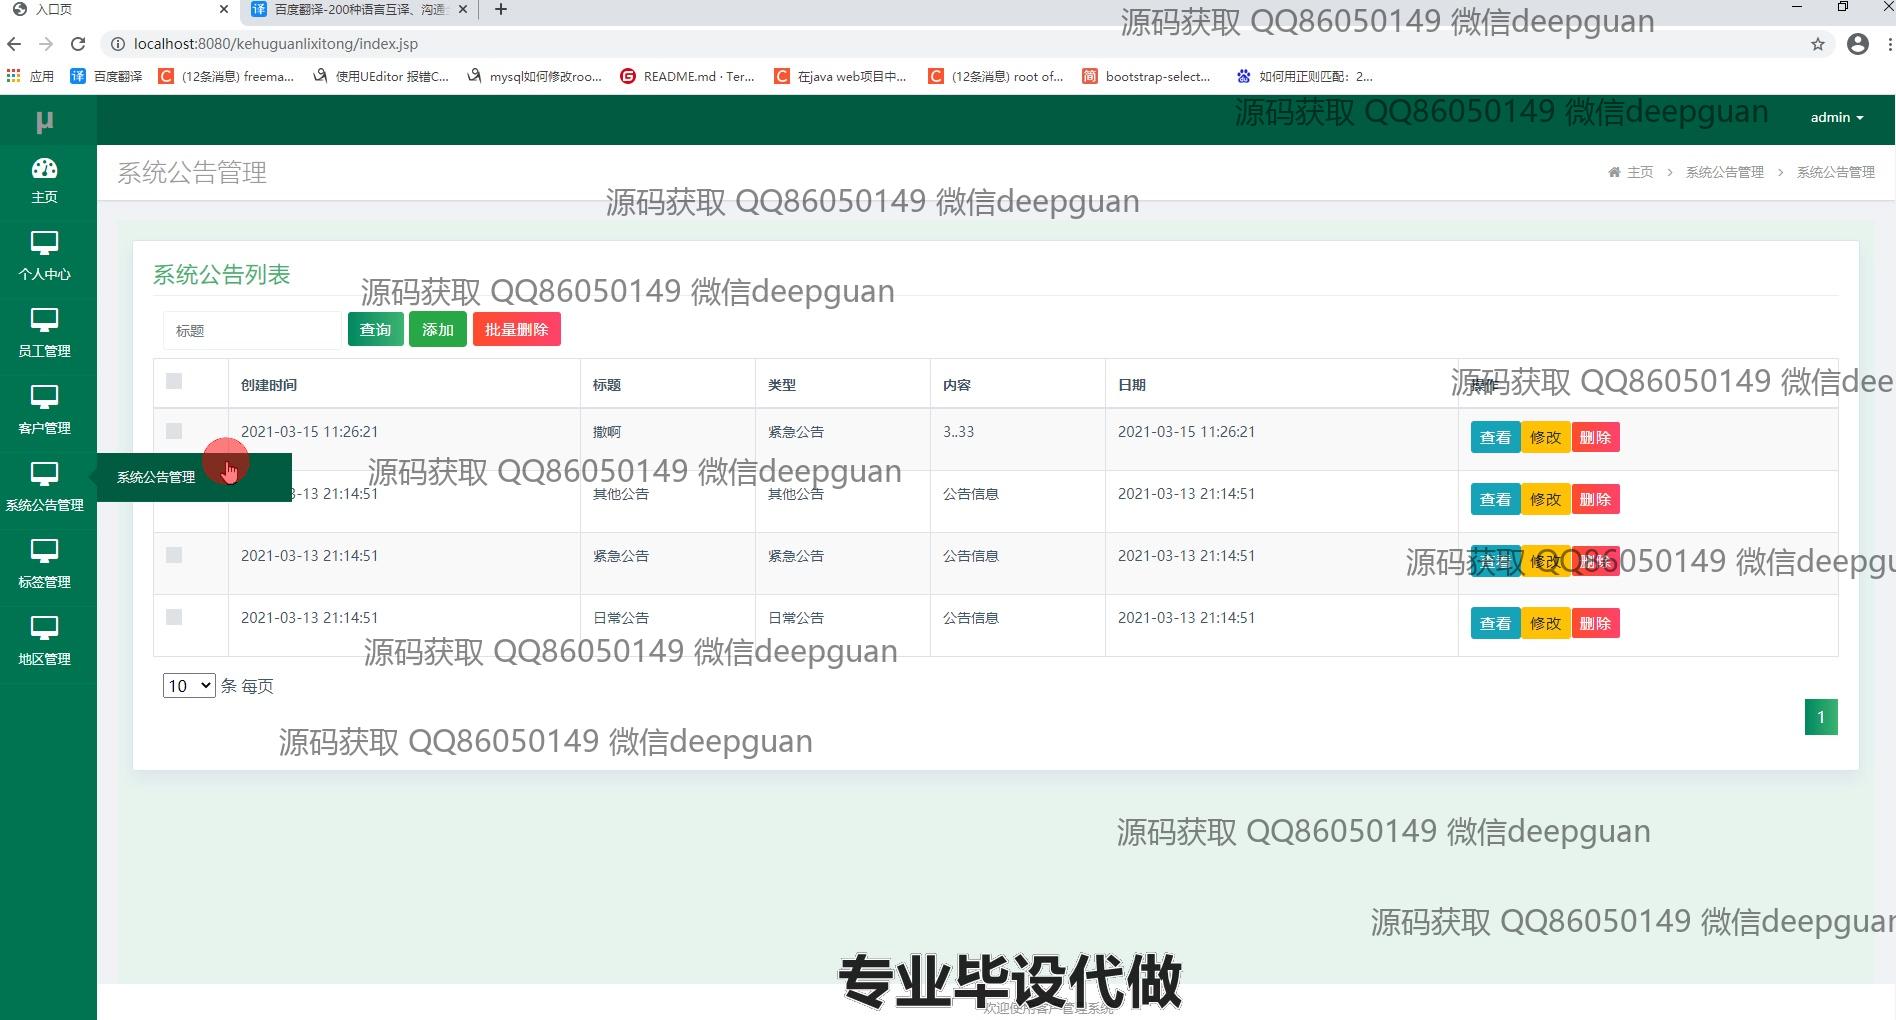 入口页
百度翻译-200种语言互译、沟通
源码获取 QQ86050149 微信deepguan
localhost:8080/kehuguanlixitong/index.jsp
应用 百度翻译 (12条消息) freema... 使用UEditor 报错C... mysql如何修改roo... README.md · Ter... 在java web项目中... (12条消息) root of... bootstrap-select... 如何用正则匹配：2...
μ
源码获取 QQ86050149 微信deepguan
admin
系统公告管理
主页 > 系统公告管理 > 系统公告管理
源码获取 QQ86050149 微信deepguan
主页
个人中心
员工管理
客户管理
系统公告管理
标签管理
地区管理
系统公告管理
系统公告列表
源码获取 QQ86050149 微信deepguan
标题 查询 添加 批量删除
创建时间 标题 类型 内容 日期
源码获取 QQ86050149 微信dee
2021-03-15 11:26:21 撒啊 紧急公告 3..33 2021-03-15 11:26:21 查看 修改 删除
源码获取 QQ86050149 微信deepguan
3-13 21:14:51 其他公告 其他公告 公告信息 2021-03-13 21:14:51 查看 修改 删除
2021-03-13 21:14:51 紧急公告 紧急公告 公告信息 2021-03-13 21:14:51 查看 修改 删除
源码获取 QQ86050149 微信deepgu
2021-03-13 21:14:51 日常公告 日常公告 公告信息 2021-03-13 21:14:51 查看 修改 删除
源码获取 QQ86050149 微信deepguan
10 条 每页
1
源码获取 QQ86050149 微信deepguan
源码获取 QQ86050149 微信deepguan
源码获取 QQ86050149 微信deepguan
专业毕设代做
欢迎使用客户管理系统